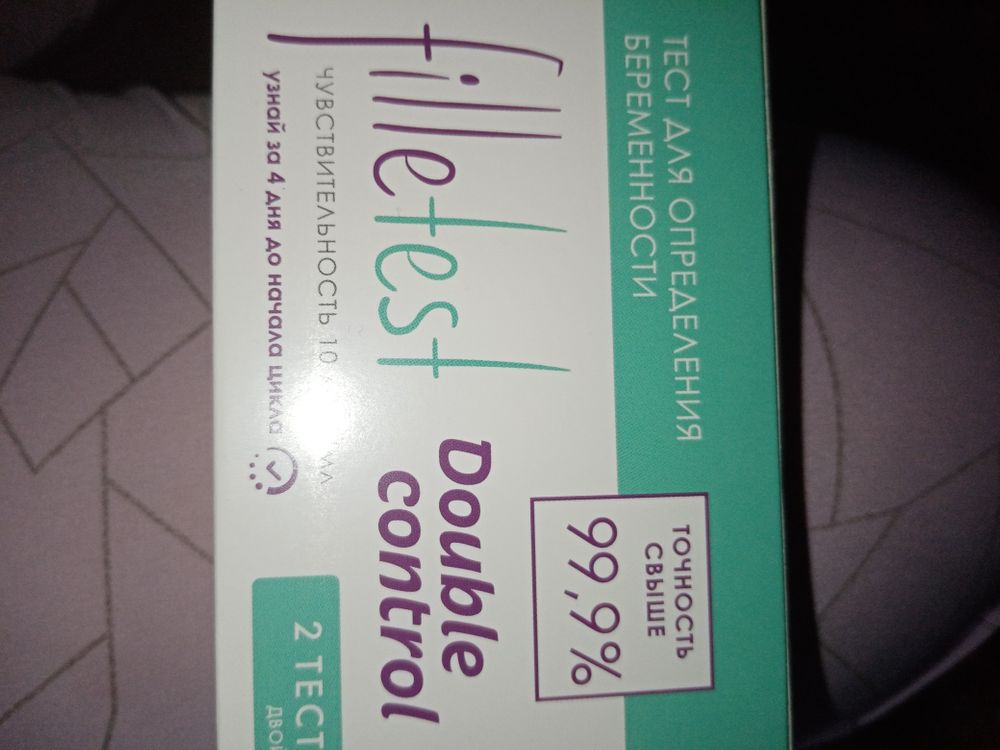 ТЕСТ ДЛЯ ОПРЕДЕЛЕНИЯ
БЕРЕМЕННОСТИ
ТОЧНОСТЬ
СВЫШЕ
99,9%
filletest
Double
control
ЧУВСТВИТЕЛЬНОСТЬ 10
узнай за 4 дня до начала цикла
2 ТЕСТ